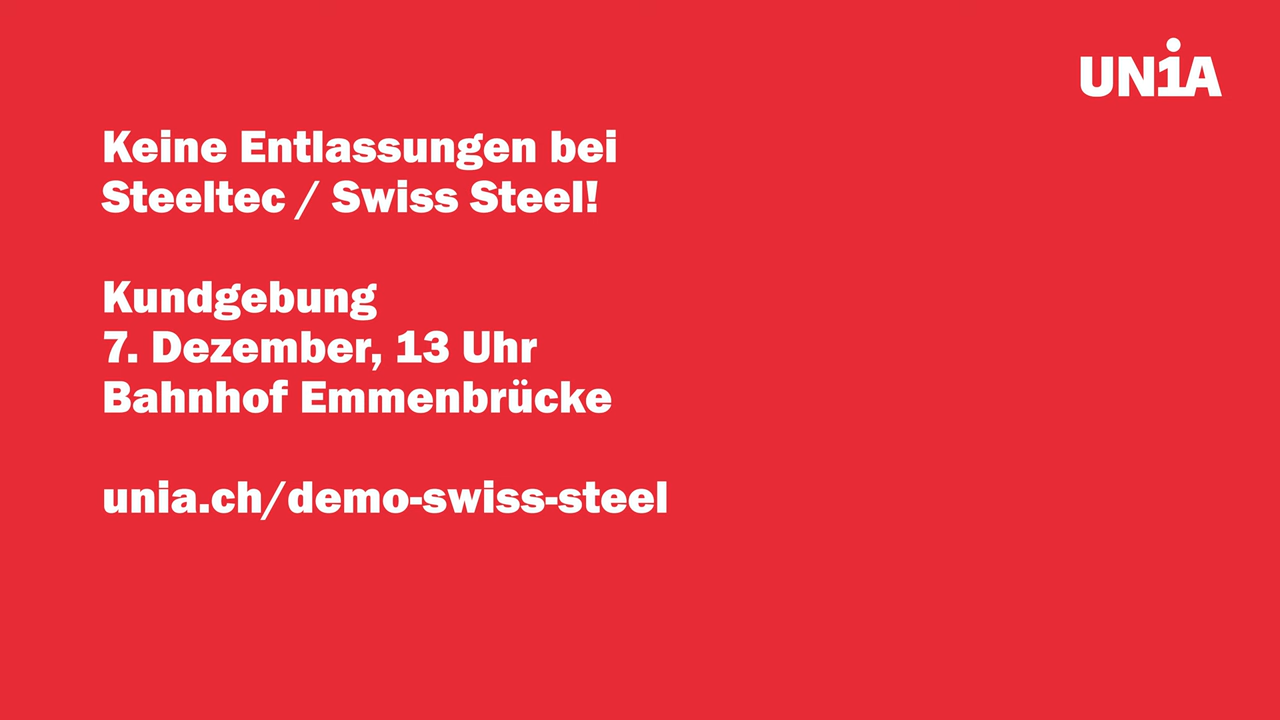 UNiA
Keine Entlassungen bei
Steeltec / Swiss Steel!
Kundgebung
7. Dezember, 13 Uhr
Bahnhof Emmenbrücke
unia.ch/demo-swiss-steel